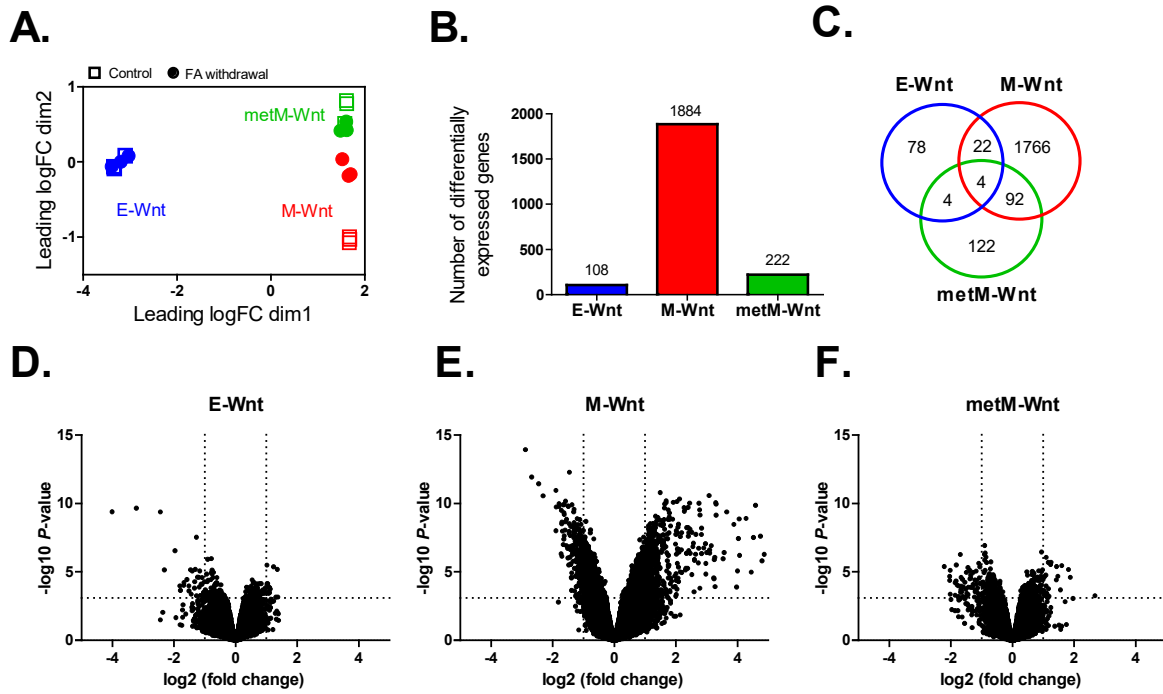 A.
Control
FA withdrawal
1
0
-1
-4
-2
0
2
Leading logFC dim2
Leading logFC dim1
metM-Wnt
E-Wnt
M-Wnt
B.
Number of differentially
expressed genes
2000
1500
1000
500
0
108
1884
222
E-Wnt
M-Wnt
metM-Wnt
C.
E-Wnt
M-Wnt
78
22
1766
4
4
92
122
metM-Wnt
D.
E-Wnt
15
10
5
0
-4
-2
0
2
4
-log10 P-value
log2 (fold change)
E.
M-Wnt
15
10
5
0
-4
-2
0
2
4
-log10 P-value
log2 (fold change)
F.
metM-Wnt
15
10
5
0
-4
-2
0
2
4
-log10 P-value
log2 (fold change)